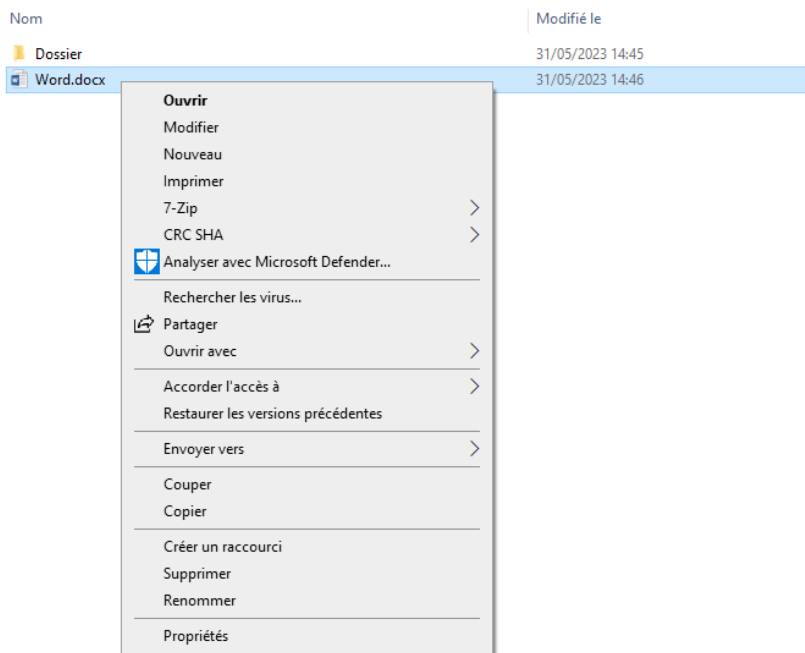 Nom Modifié le
Dossier 31/05/2023 14:45
Word.docx 31/05/2023 14:46
Ouvrir
Modifier
Nouveau
Imprimer
7-Zip
CRC SHA
Analyser avec Microsoft Defender...
Rechercher les virus...
Partager
Ouvrir avec
Accorder l'accès à
Restaurer les versions précédentes
Envoyer vers
Couper
Copier
Créer un raccourci
Supprimer
Renommer
Propriétés